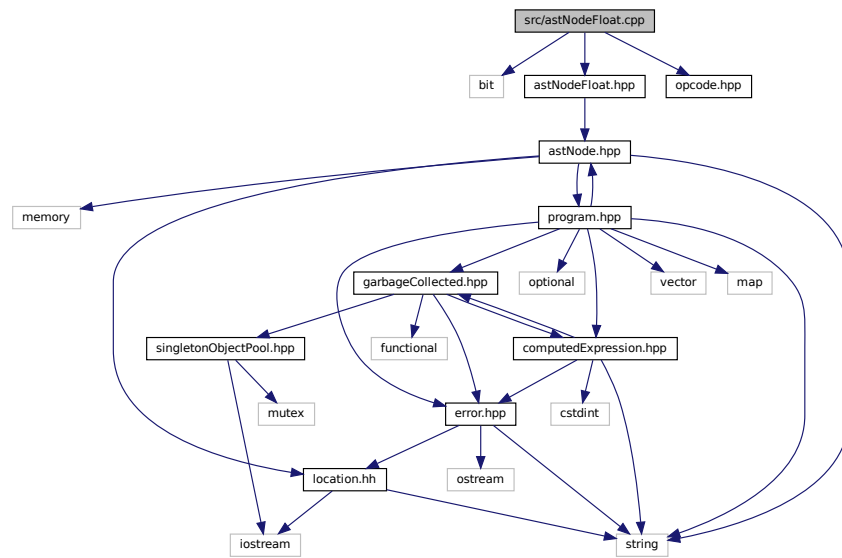 src/astNodeFloat.cpp
bit
astNodeFloat.hpp
opcode.hpp
astNode.hpp
memory
program.hpp
garbageCollected.hpp
optional
vector
map
singletonObjectPool.hpp
functional
computedExpression.hpp
mutex
error.hpp
cstdint
location.hh
ostream
iostream
string